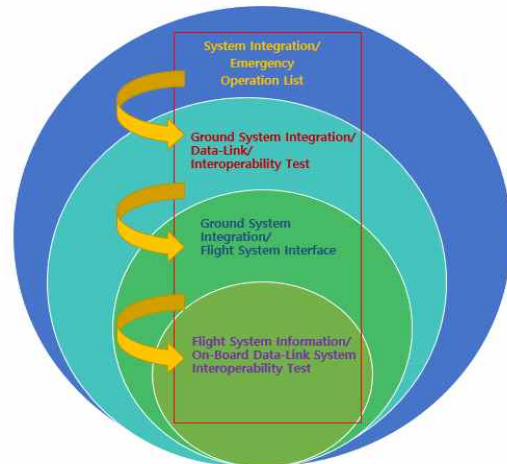 System Integration/
Emergency
Operation List
Ground System Integration/
Data-Link/
Interoperability Test
Ground System
Integration/
Flight System Interface
Flight System Information/
On-Board Data-Link System
Interoperability Test